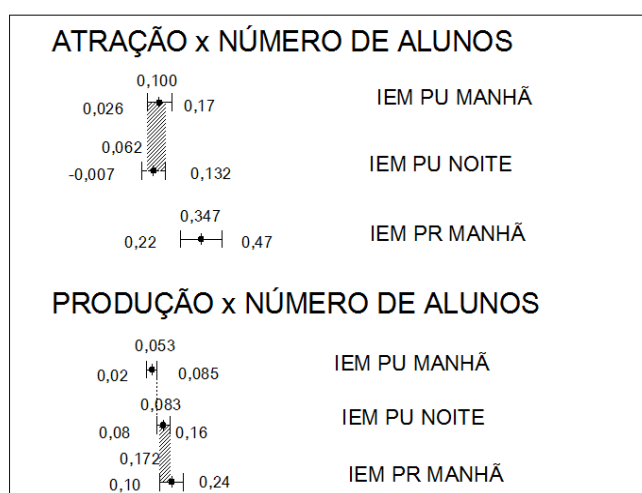 ATRAÇÃO x NÚMERO DE ALUNOS
0,100
0,026 0,17 IEM PU MANHÃ
0,062
-0,007 0,132 IEM PU NOITE
0,347
0,22 0,47 IEM PR MANHÃ
PRODUÇÃO x NÚMERO DE ALUNOS
0,053
0,02 0,085 IEM PU MANHÃ
0,083
0,08 0,16 IEM PU NOITE
0,172
0,10 0,24 IEM PR MANHÃ